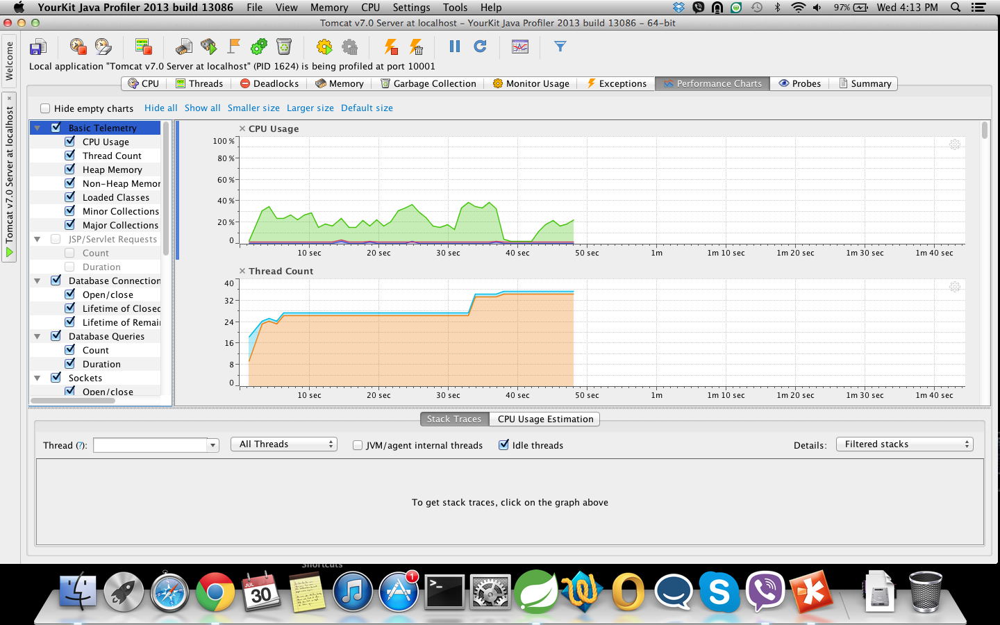 YourKit Java Profiler 2013 build 13086 File View Memory CPU Settings Tools Help 97% Wed 4:13 PM
Tomcat v7.0 Server at localhost - YourKit Java Profiler 2013 build 13086 - 64-bit
Welcome
Tomcat v7.0 Server at localhost
Local application "Tomcat v7.0 Server at localhost" (PID 1624) is being profiled at port 10001
CPU Threads Deadlocks Memory Garbage Collection Monitor Usage Exceptions Performance Charts Probes Summary
Hide empty charts Hide all Show all Smaller size Larger size Default size
Basic Telemetry
CPU Usage
Thread Count
Heap Memory
Non-Heap Memor
Loaded Classes
Minor Collections
Major Collections
JSP/Servlet Requests
Count
Duration
Database Connection
Open/close
Lifetime of Closed
Lifetime of Remai
Database Queries
Count
Duration
Sockets
Open/close
CPU Usage
100 %
80 %
60 %
40 %
20 %
0
10 sec 20 sec 30 sec 40 sec 50 sec 1m 1m 10 sec 1m 20 sec 1m 30 sec 1m 40 sec
Thread Count
40
32
24
16
8
0
10 sec 20 sec 30 sec 40 sec 50 sec 1m 1m 10 sec 1m 20 sec 1m 30 sec 1m 40 sec
Stack Traces CPU Usage Estimation
Thread (?): All Threads JVM/agent internal threads Idle threads Details: Filtered stacks
To get stack traces, click on the graph above
Shortcuts
JUL
30
1